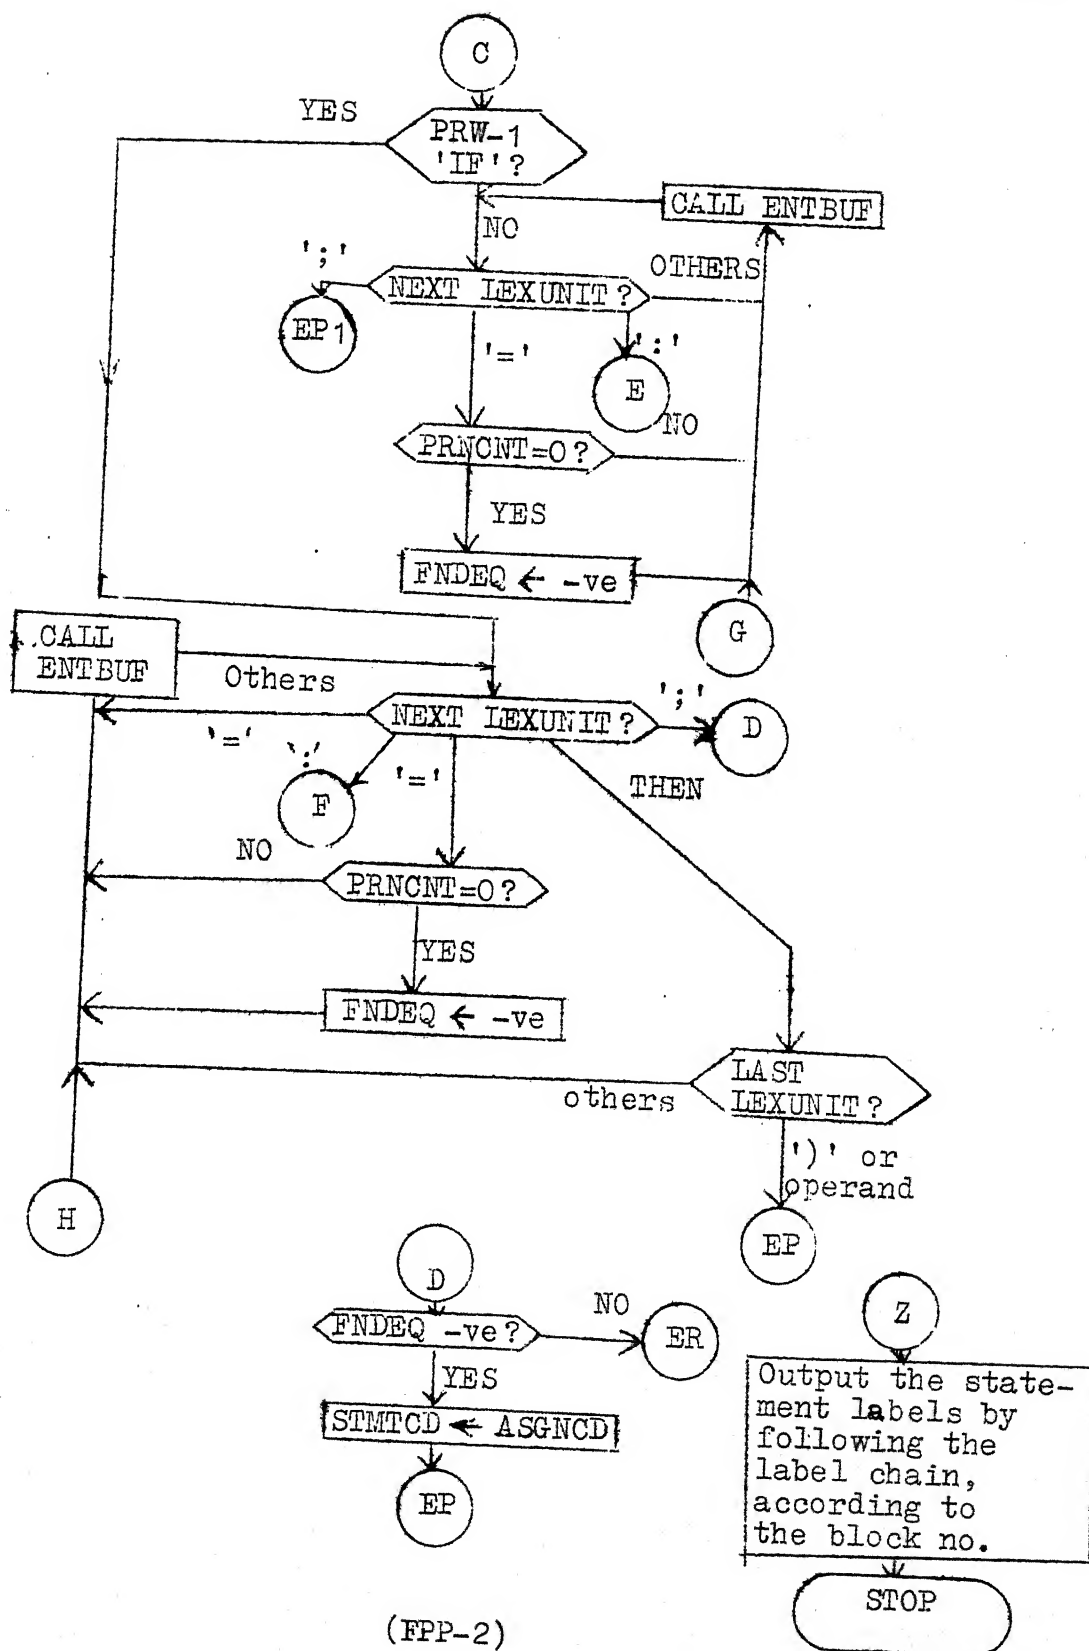 C
YES
PRW-1
'IF'?
CALL ENTBUF
NO
';'
OTHERS
NEXT LEXUNIT?
EP1
'='
':'
E
NO
PRNCNT=0?
YES
FNDEQ ← -ve
G
CALL
ENTBUF
Others
';'
NEXT LEXUNIT?
D
'='
':'
'='
THEN
F
NO
PRNCNT=0?
YES
FNDEQ ← -ve
LAST
LEXUNIT?
others
')' or
operand
H
EP
D
NO
Z
FNDEQ -ve?
ER
YES
Output the state-
ment labels by
following the
label chain,
according to
the block no.
STMTCD ← ASGNCD
EP
STOP
(FPP-2)